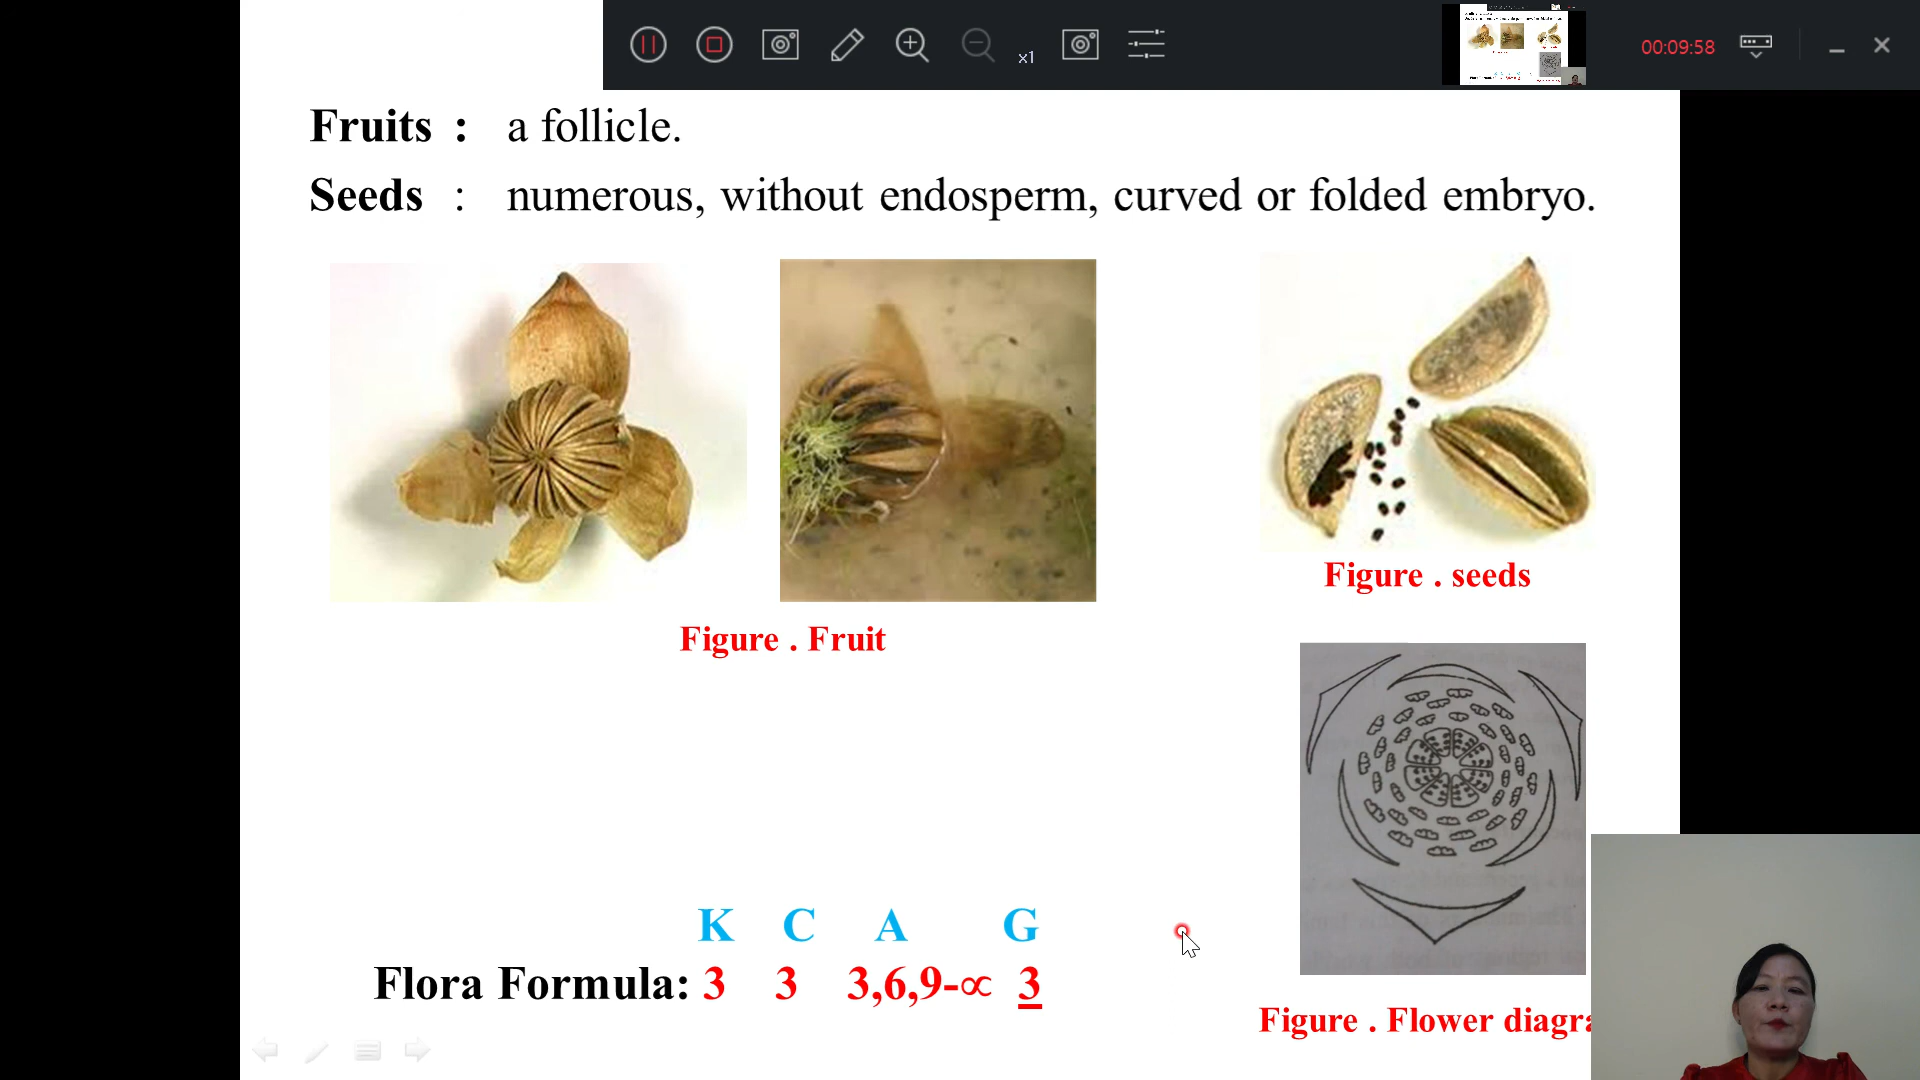 x1
00:09:58
Fruits : a follicle.
Seeds : numerous, without endosperm, curved or folded embryo.
Figure . seeds
Figure . Fruit
K C A G
Flora Formula: 3 3 3,6,9-∝ 3
Figure . Flower diagra